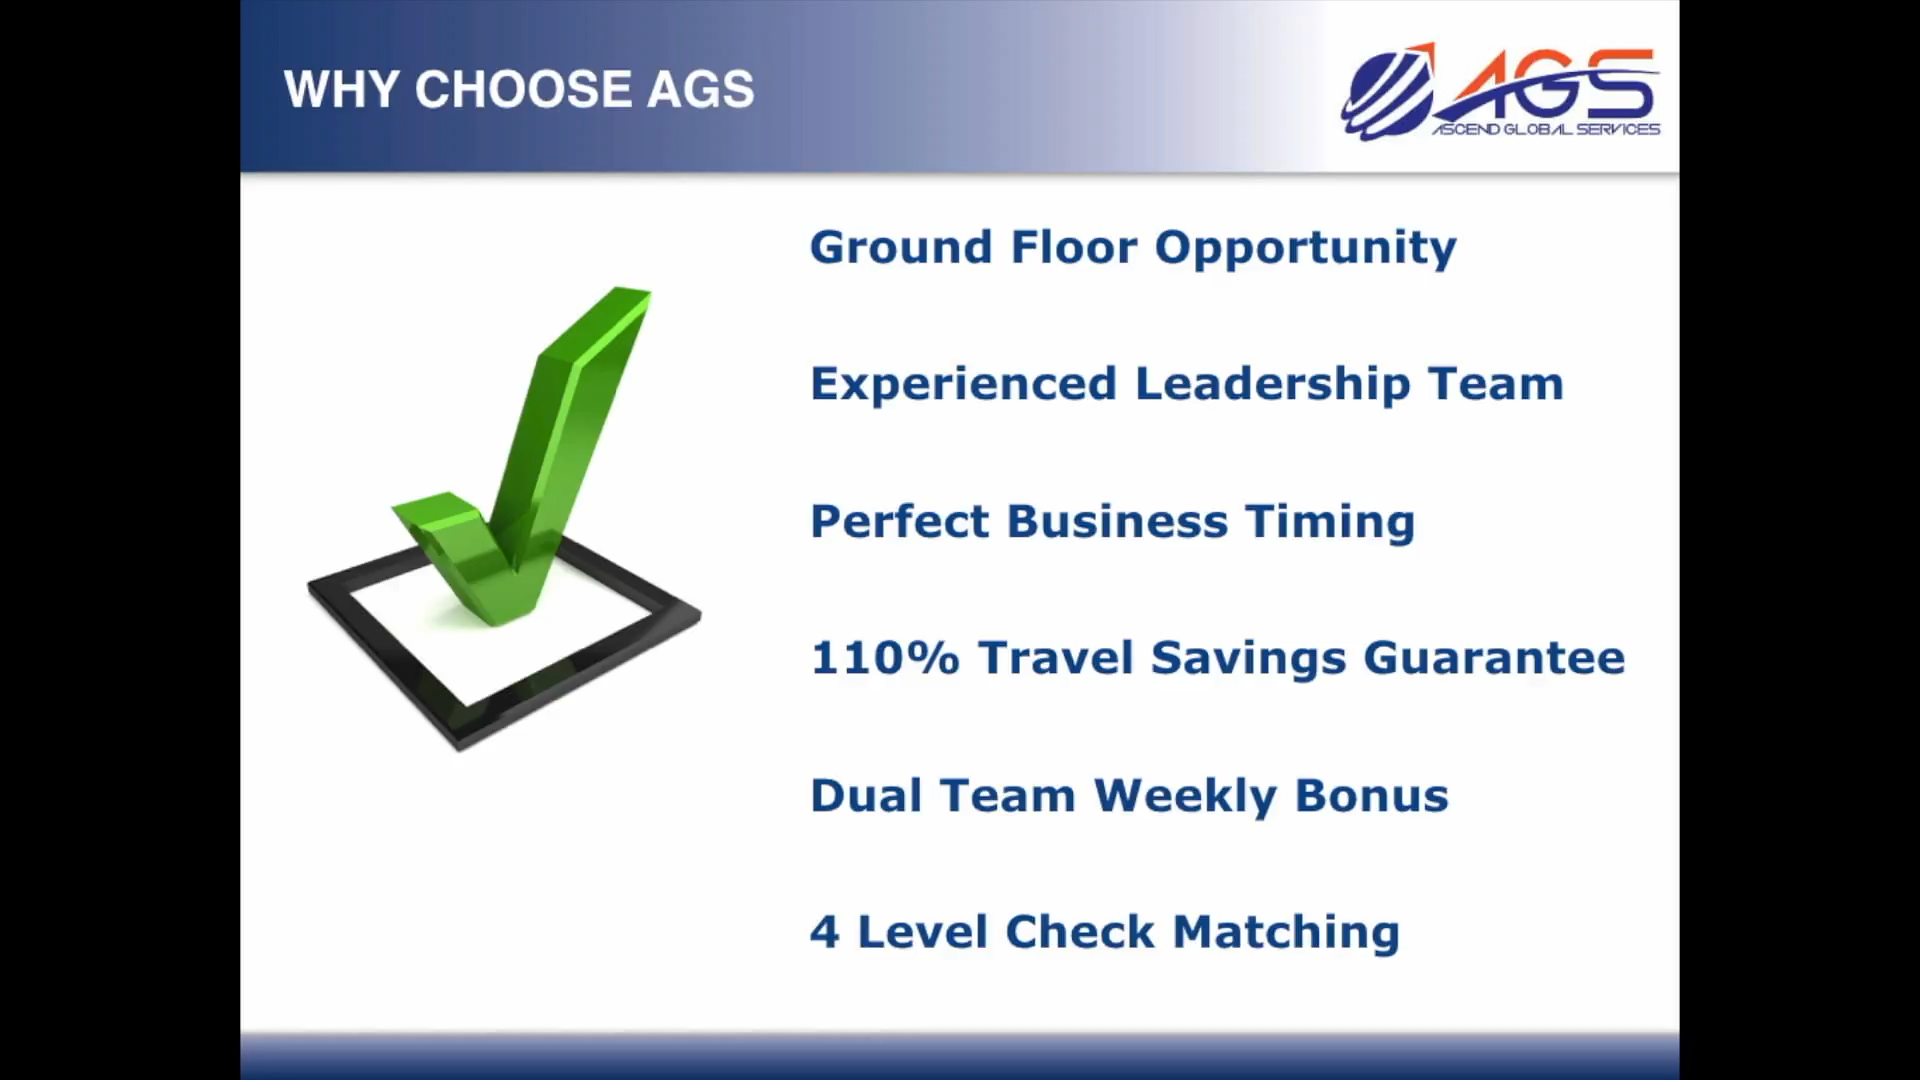 WHY CHOOSE AGS
AGS
ASCEND GLOBAL SERVICES
Ground Floor Opportunity
Experienced Leadership Team
Perfect Business Timing
110% Travel Savings Guarantee
Dual Team Weekly Bonus
4 Level Check Matching